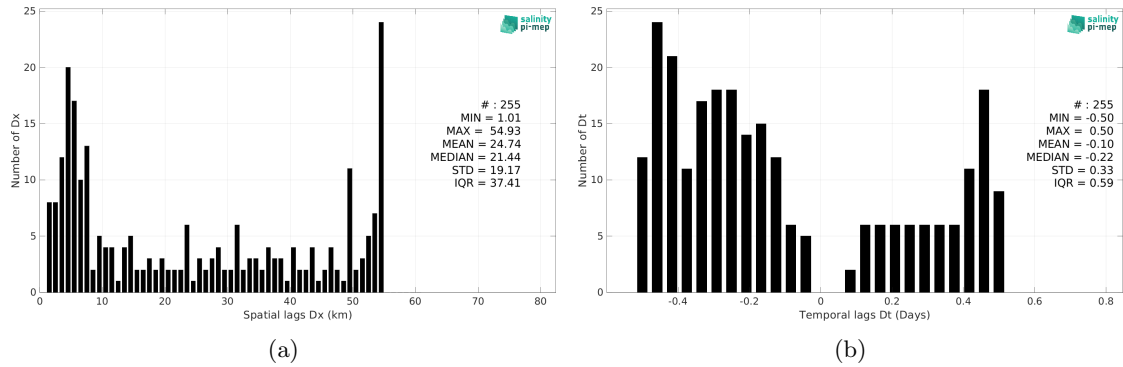 25
20
15
10
5
0
Number of Dx
0 10 20 30 40 50 60 70 80
Spatial lags Dx (km)
salinity
pi-mep
# : 255
MIN = 1.01
MAX = 54.93
MEAN = 24.74
MEDIAN = 21.44
STD = 19.17
IQR = 37.41
(a)
25
20
15
10
5
0
Number of Dt
-0.4 -0.2 0 0.2 0.4 0.6 0.8
Temporal lags Dt (Days)
salinity
pi-mep
# : 255
MIN = -0.50
MAX = 0.50
MEAN = -0.10
MEDIAN = -0.22
STD = 0.33
IQR = 0.59
(b)